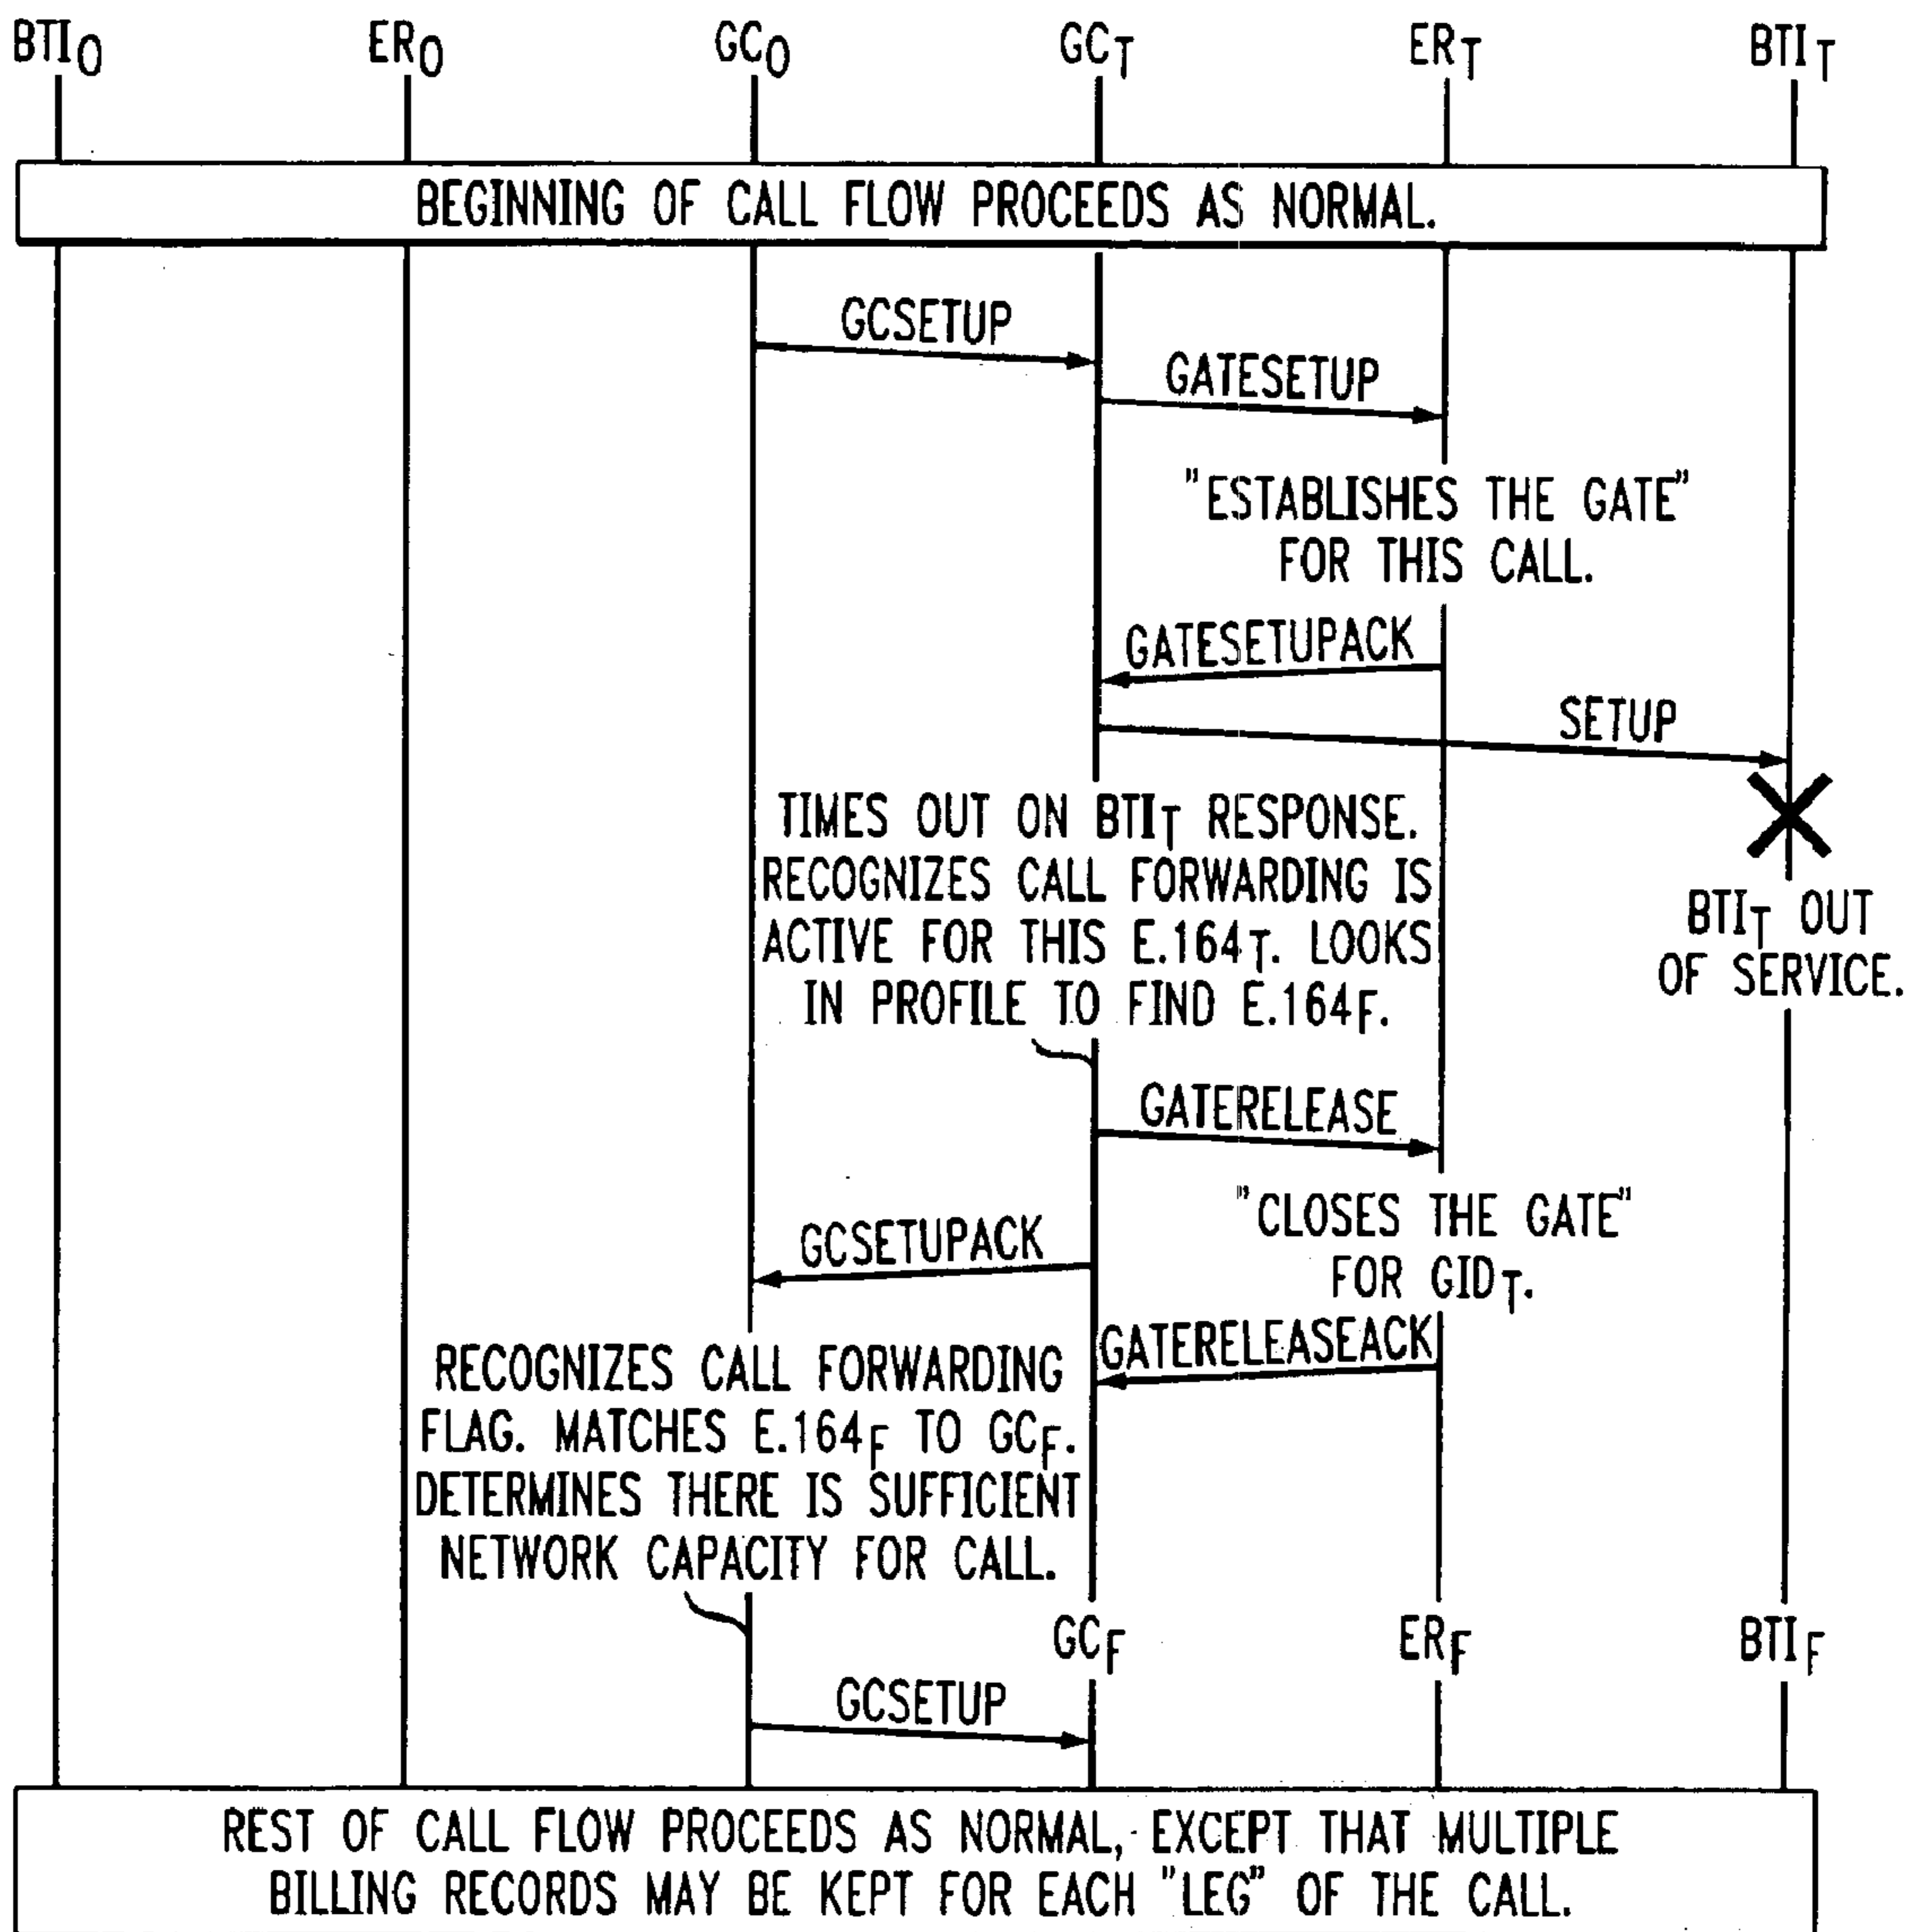 BTIO ERO GCO GCT ERT BTIT
BEGINNING OF CALL FLOW PROCEEDS AS NORMAL.
GCSETUP
GATESETUP
"ESTABLISHES THE GATE"
FOR THIS CALL.
GATESETUPACK
SETUP
TIMES OUT ON BTIT RESPONSE.
RECOGNIZES CALL FORWARDING IS
ACTIVE FOR THIS E.164T. LOOKS
IN PROFILE TO FIND E.164F.
BTIT OUT
OF SERVICE.
GATERELEASE
"CLOSES THE GATE"
FOR GIDT.
GCSETUPACK
GATERELEASEACK
RECOGNIZES CALL FORWARDING
FLAG. MATCHES E.164F TO GCF.
DETERMINES THERE IS SUFFICIENT
NETWORK CAPACITY FOR CALL.
GCF ERF BTIF
GCSETUP
REST OF CALL FLOW PROCEEDS AS NORMAL, EXCEPT THAT MULTIPLE
BILLING RECORDS MAY BE KEPT FOR EACH "LEG" OF THE CALL.